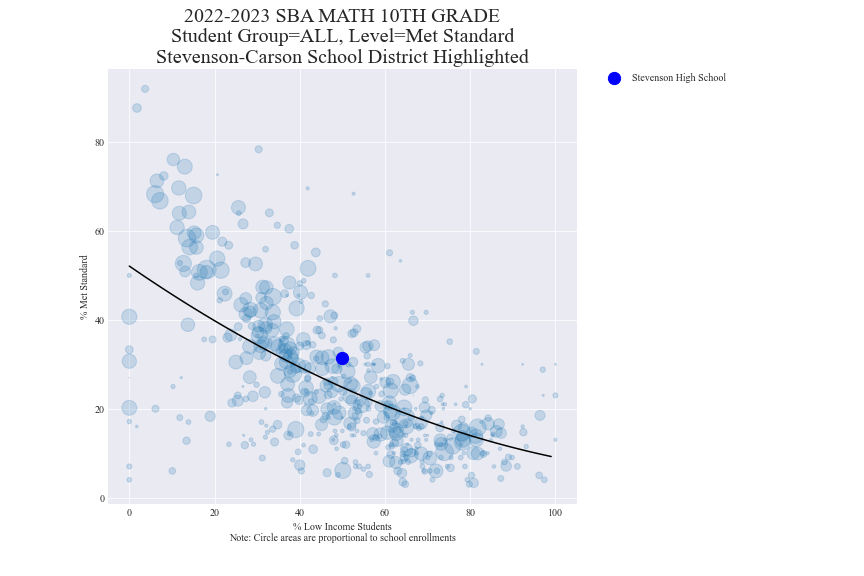 2022-2023 SBA MATH 10TH GRADE
Student Group=ALL, Level=Met Standard
Stevenson-Carson School District Highlighted
Stevenson High School
80
60
40
20
0
% Met Standard
0 20 40 60 80 100
% Low Income Students
Note: Circle areas are proportional to school enrollments